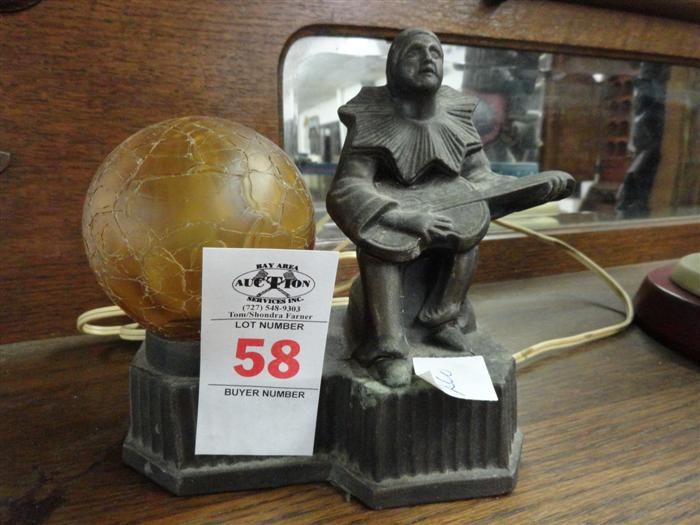 BAY AREA
AUCTION
SERVICES INC.
(727) 548-9303
Tom/Shondra Farner
LOT NUMBER
58
BUYER NUMBER